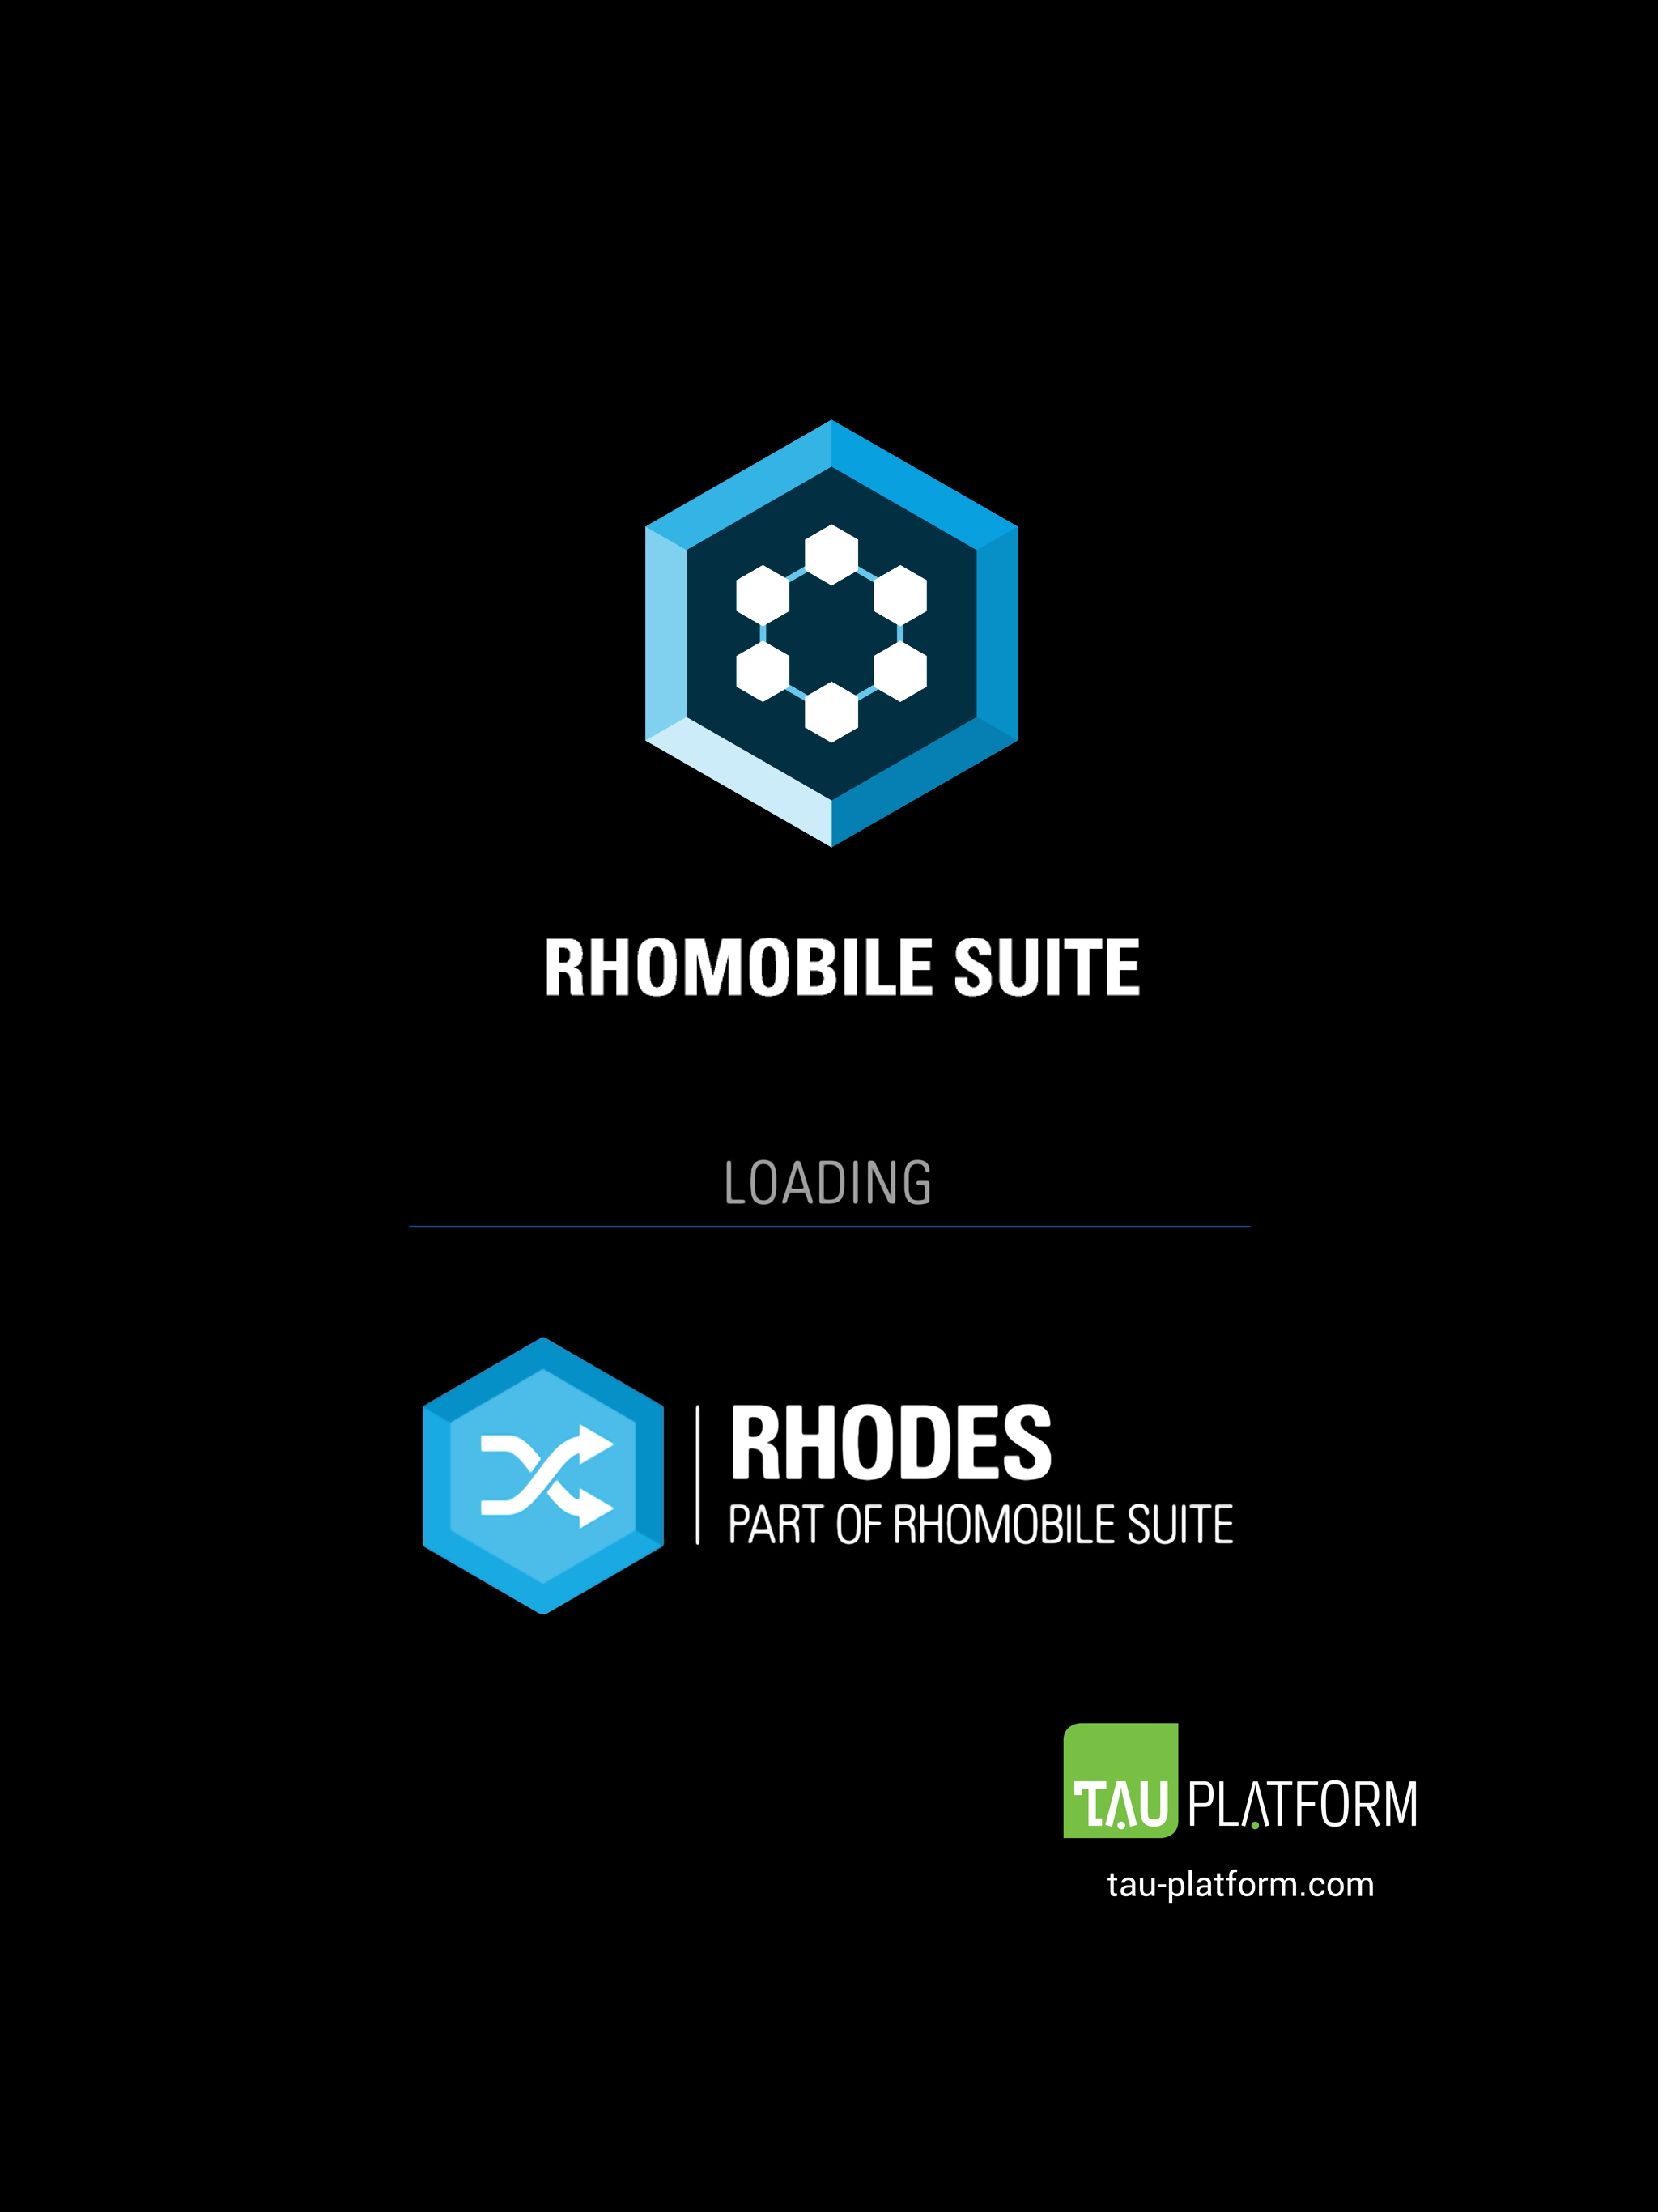 RHOMOBILE SUITE
LOADING
RHODES
PART OF RHOMOBILE SUITE
TAU PLATFORM
tau-platform.com